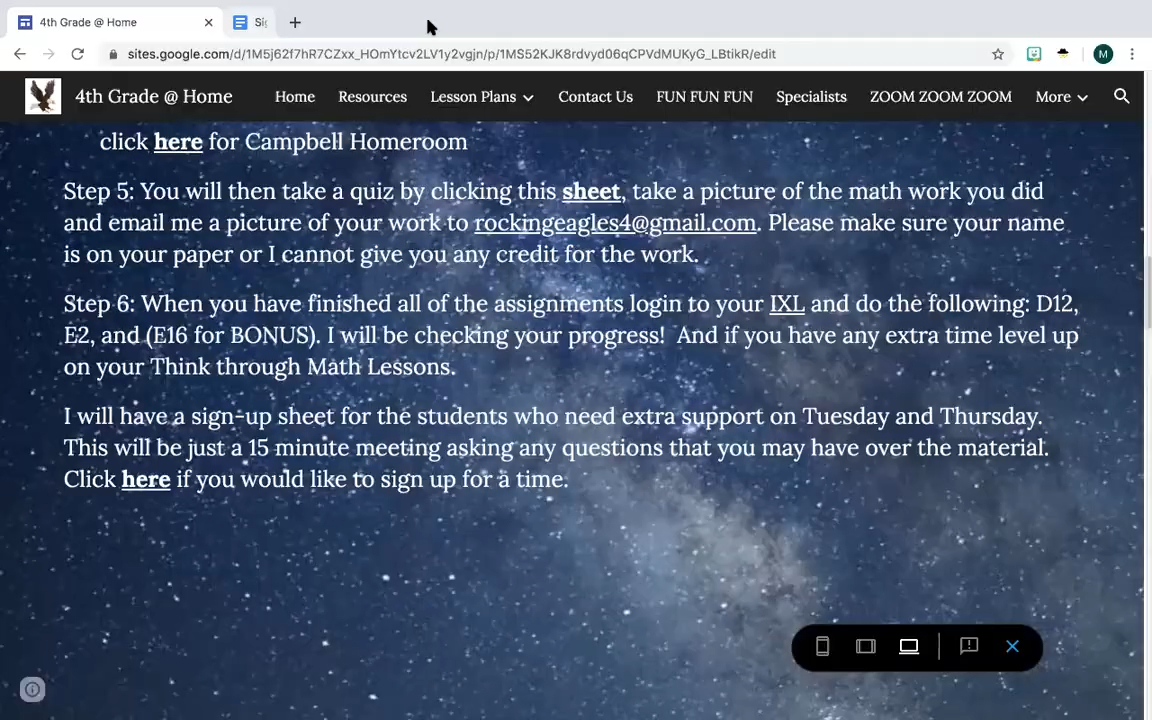 4th Grade @ Home
Sig
sites.google.com/d/1M5j62f7hR7CZxx_HOmYtcv2LV1y2vgjn/p/1MS52KJK8rdvyd06qCPVdMUKyG_LBtikR/edit
M
4th Grade @ Home Home Resources Lesson Plans Contact Us FUN FUN FUN Specialists ZOOM ZOOM ZOOM More
click here for Campbell Homeroom
Step 5: You will then take a quiz by clicking this sheet, take a picture of the math work you did
and email me a picture of your work to rockingeagles4@gmail.com. Please make sure your name
is on your paper or I cannot give you any credit for the work.
Step 6: When you have finished all of the assignments login to your IXL and do the following: D12,
E2, and (E16 for BONUS). I will be checking your progress! And if you have any extra time level up
on your Think through Math Lessons.
I will have a sign-up sheet for the students who need extra support on Tuesday and Thursday.
This will be just a 15 minute meeting asking any questions that you may have over the material.
Click here if you would like to sign up for a time.